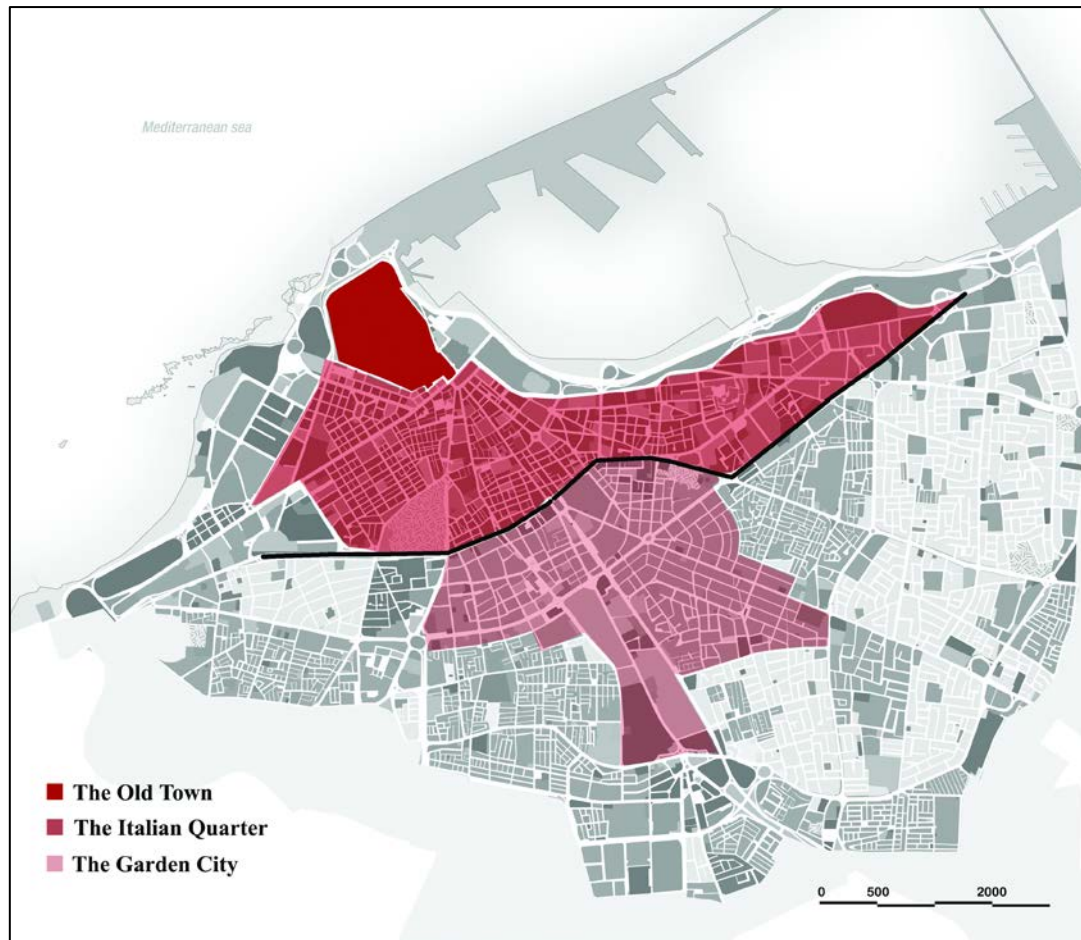 Mediterranean sea
The Old Town
The Italian Quarter
The Garden City
0 500 2000